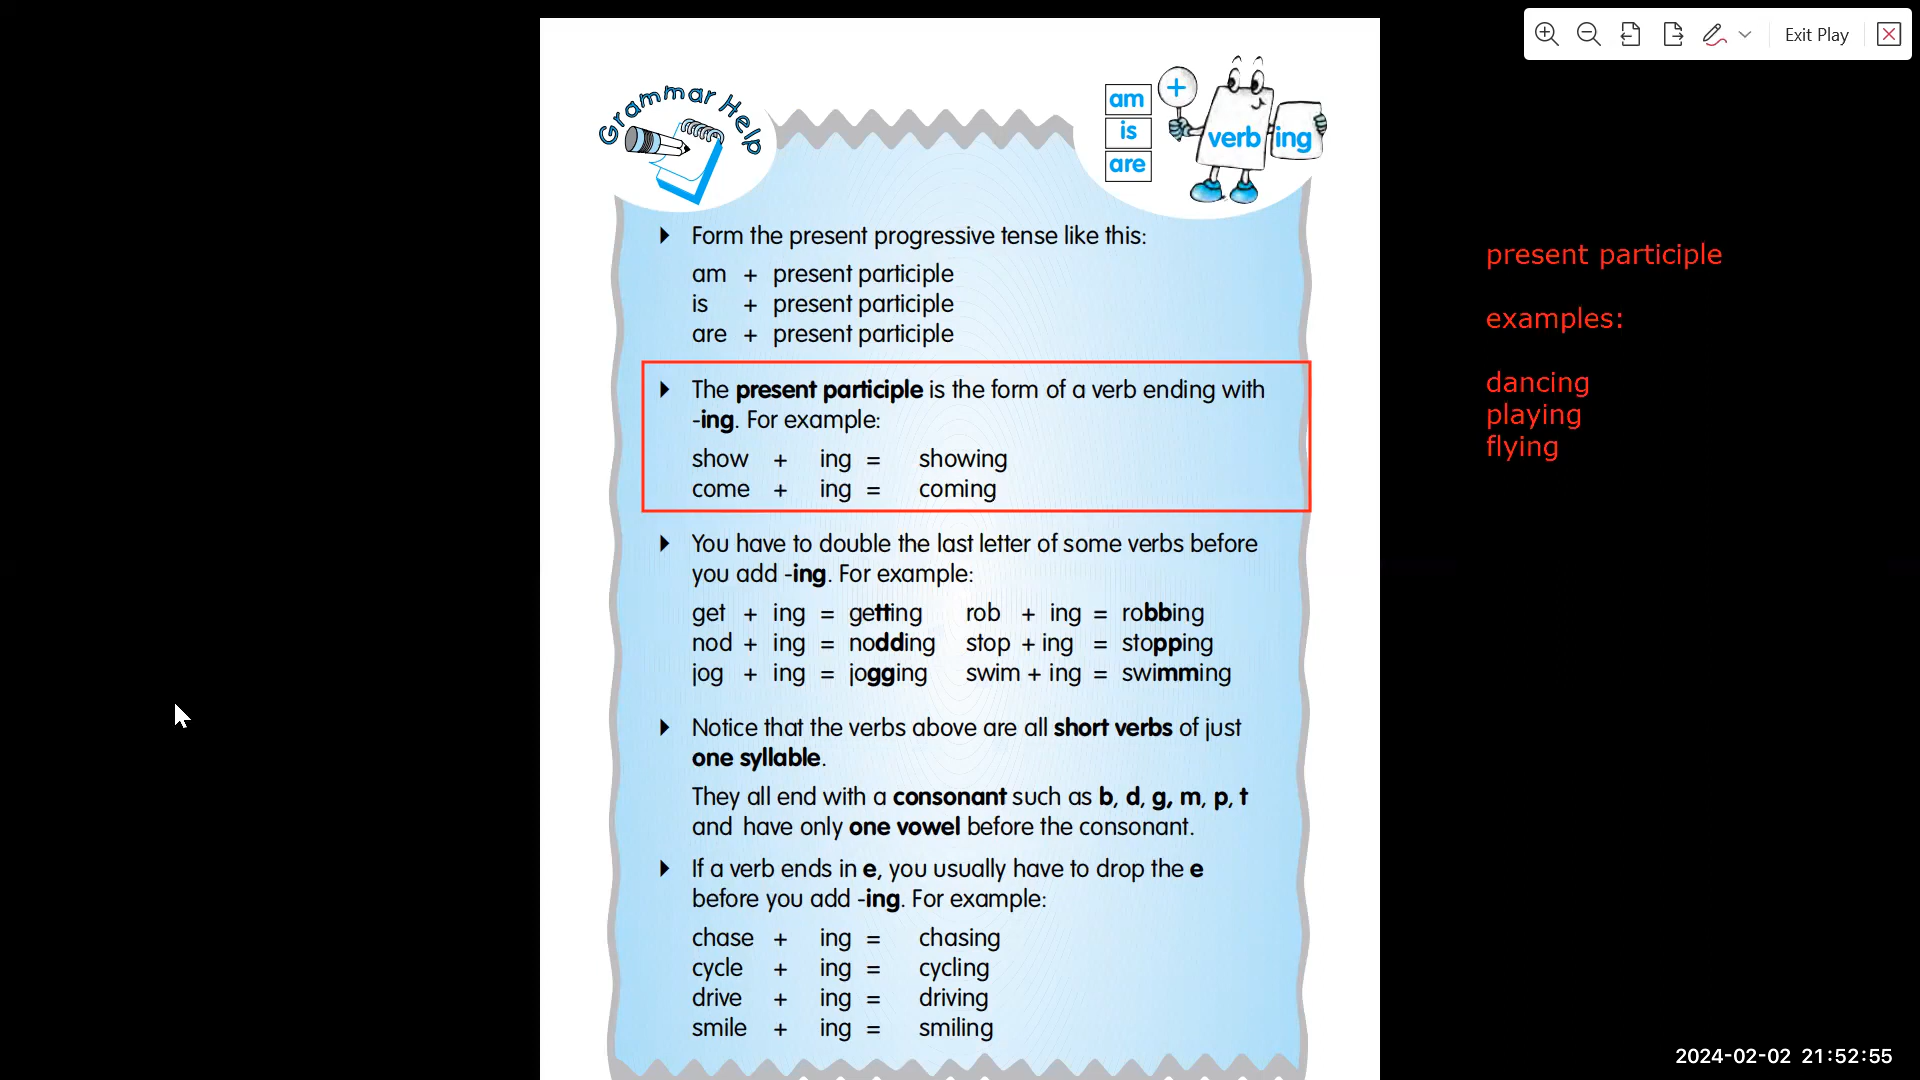 Exit Play
Grammar Help
am
is
are
+
verb ing
Form the present progressive tense like this:
am + present participle
is + present participle
are + present participle
The present participle is the form of a verb ending with
-ing. For example:
show + ing = showing
come + ing = coming
You have to double the last letter of some verbs before
you add -ing. For example:
get + ing = getting rob + ing = robbing
nod + ing = nodding stop + ing = stopping
jog + ing = jogging swim + ing = swimming
Notice that the verbs above are all short verbs of just
one syllable.
They all end with a consonant such as b, d, g, m, p, t
and have only one vowel before the consonant.
If a verb ends in e, you usually have to drop the e
before you add -ing. For example:
chase + ing = chasing
cycle + ing = cycling
drive + ing = driving
smile + ing = smiling
present participle
examples:
dancing
playing
flying
2024-02-02 21:52:55